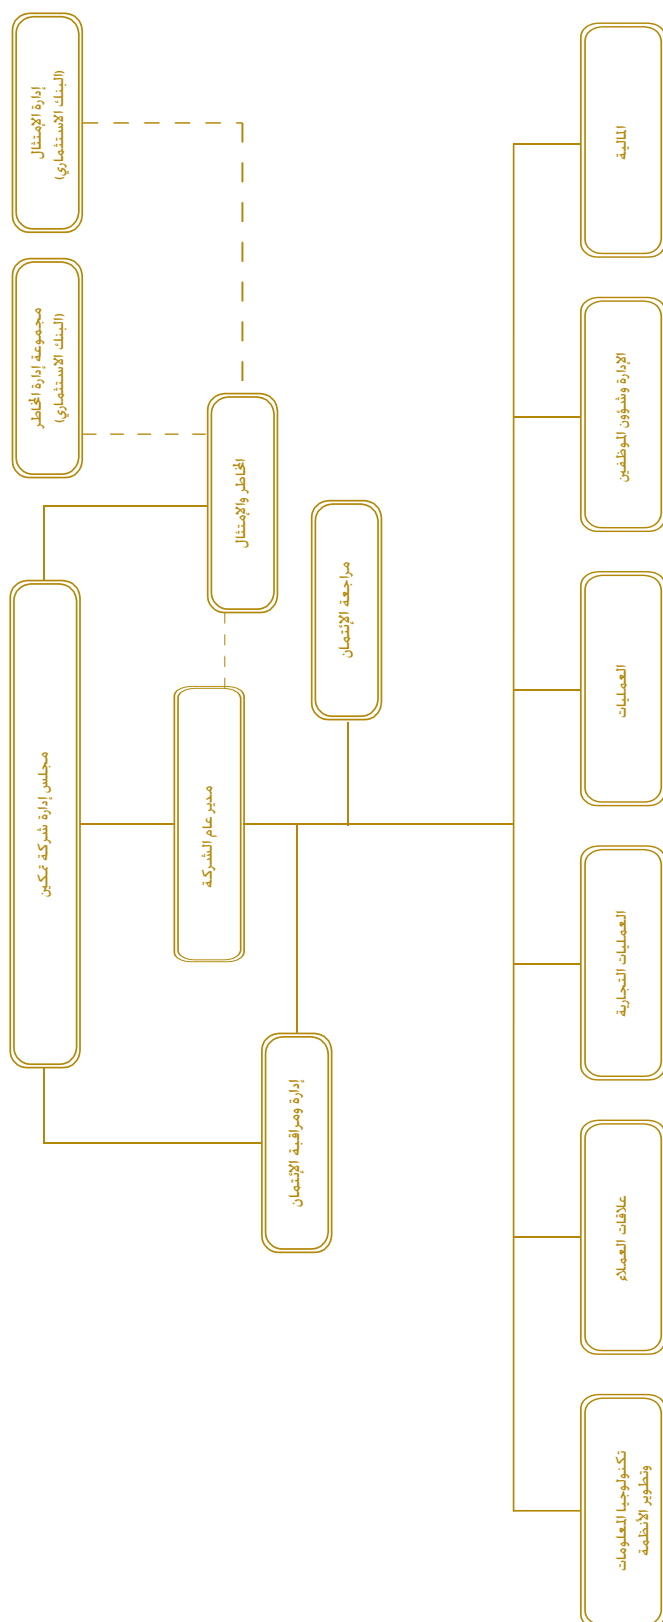 إدارة الإمتثال
(البنك الاستثماري)
مجموعة إدارة المخاطر
(البنك الاستثماري)
المخاطر والإمتثال
مراجعة الإئتمان
مجلس إدارة شركة تمكين
مدير عام الشركة
إدارة ومراقبة الإئتمان
المالية
الإدارة وشؤون الموظفين
العمليات
العمليات التجارية
علاقات العملاء
تكنولوجيا المعلومات
وتطوير الأنظمة